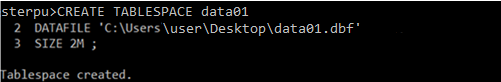 sterpu>CREATE TABLESPACE data01
2 DATAFILE 'C:\Users\user\Desktop\data01.dbf'
3 SIZE 2M ;
Tablespace created.